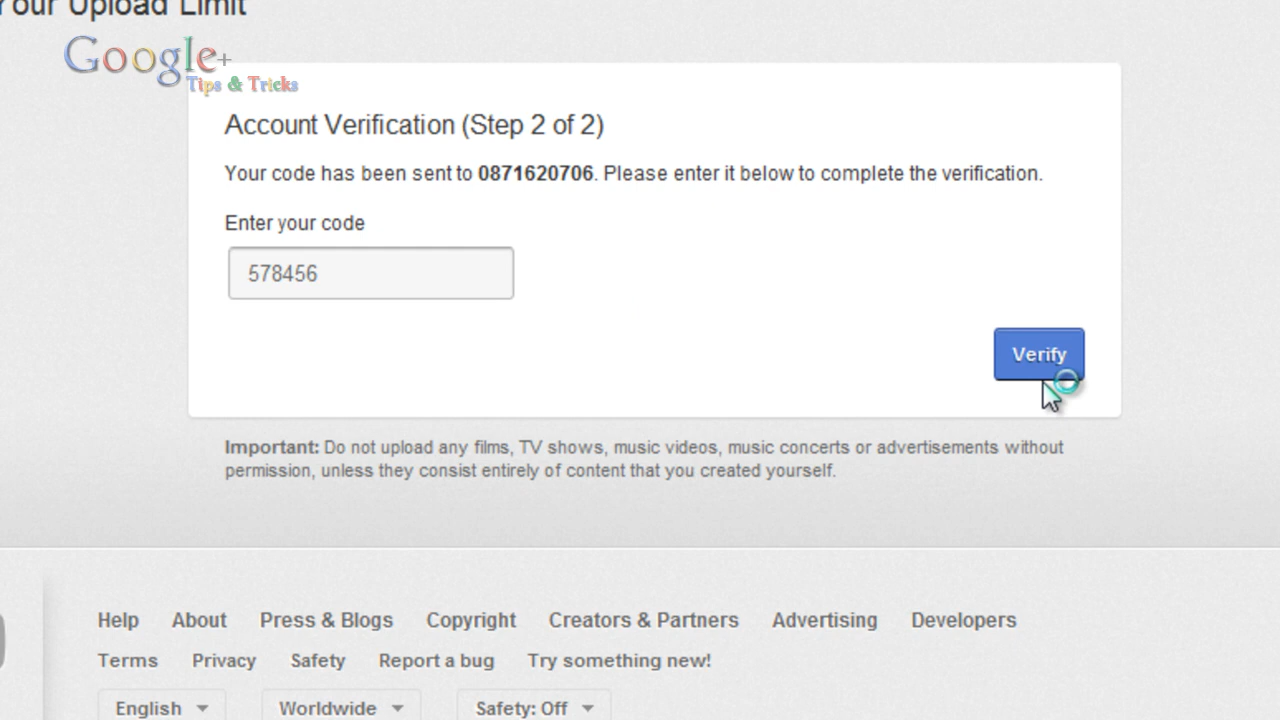 Your Upload Limit
Google+
Tips & Tricks
Account Verification (Step 2 of 2)
Your code has been sent to 0871620706. Please enter it below to complete the verification.
Enter your code
578456
Verify
Important: Do not upload any films, TV shows, music videos, music concerts or advertisements without
permission, unless they consist entirely of content that you created yourself.
Help About Press & Blogs Copyright Creators & Partners Advertising Developers
Terms Privacy Safety Report a bug Try something new!
English Worldwide Safety: Off